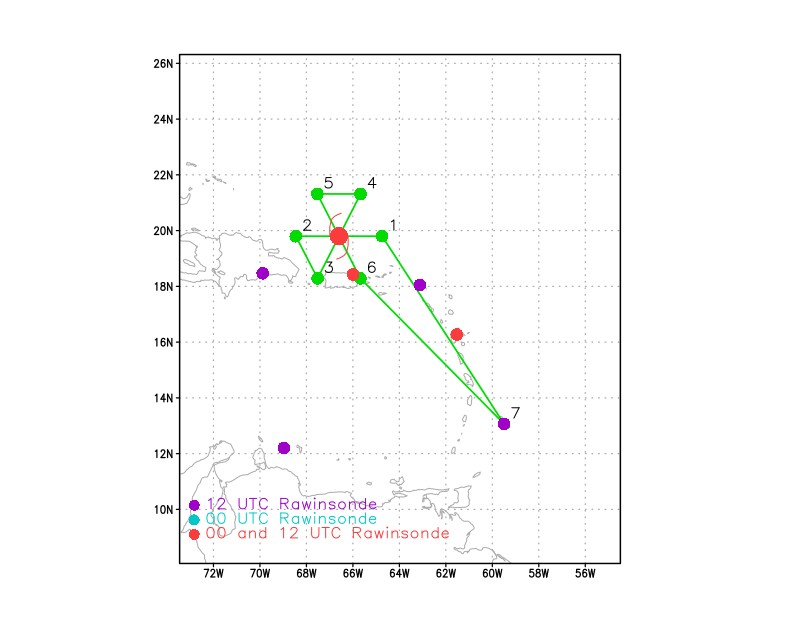 26N
24N
22N
5 4
20N
2 1
3 6
18N
16N
14N
7
12N
12 UTC Rawinsonde
10N
00 UTC Rawinsonde
00 and 12 UTC Rawinsonde
72W 70W 68W 66W 64W 62W 60W 58W 56W